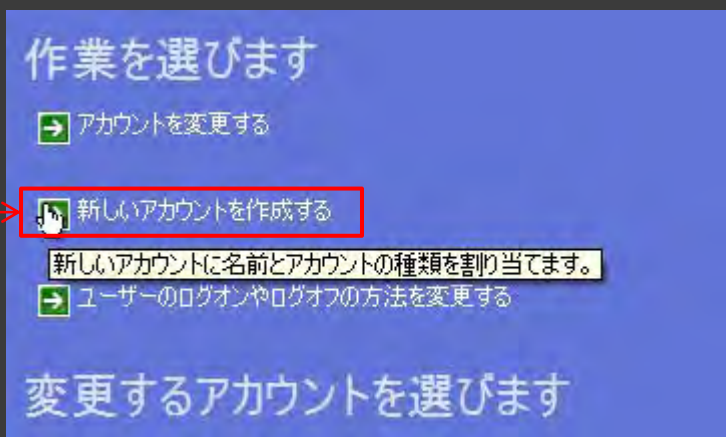 作業を選びます
アカウントを変更する
新しいアカウントを作成する
新しいアカウントに名前とアカウントの種類を割り当てます。
ユーザーのログオンやログオフの方法を変更する
変更するアカウントを選びます